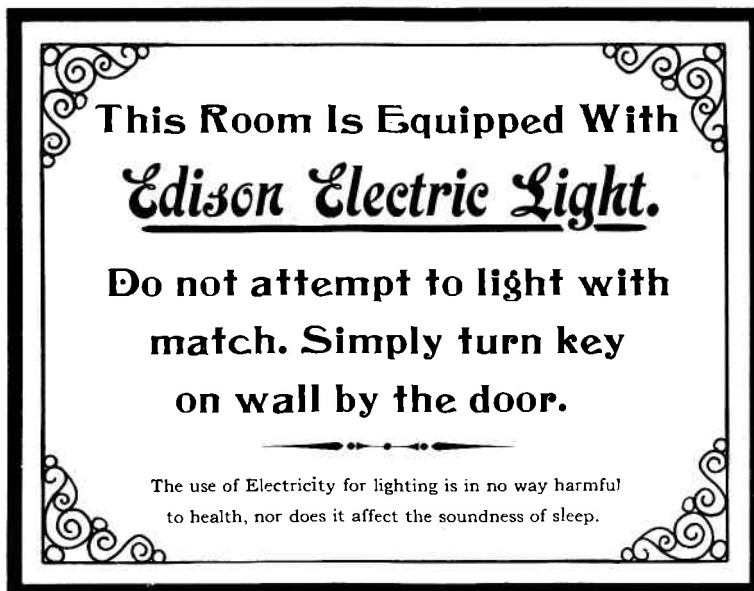 This Room Is Equipped With
Edison Electric Light.
Do not attempt to light with
match. Simply turn key
on wall by the door.
The use of Electricity for lighting is in no way harmful
to health, nor does it affect the soundness of sleep.